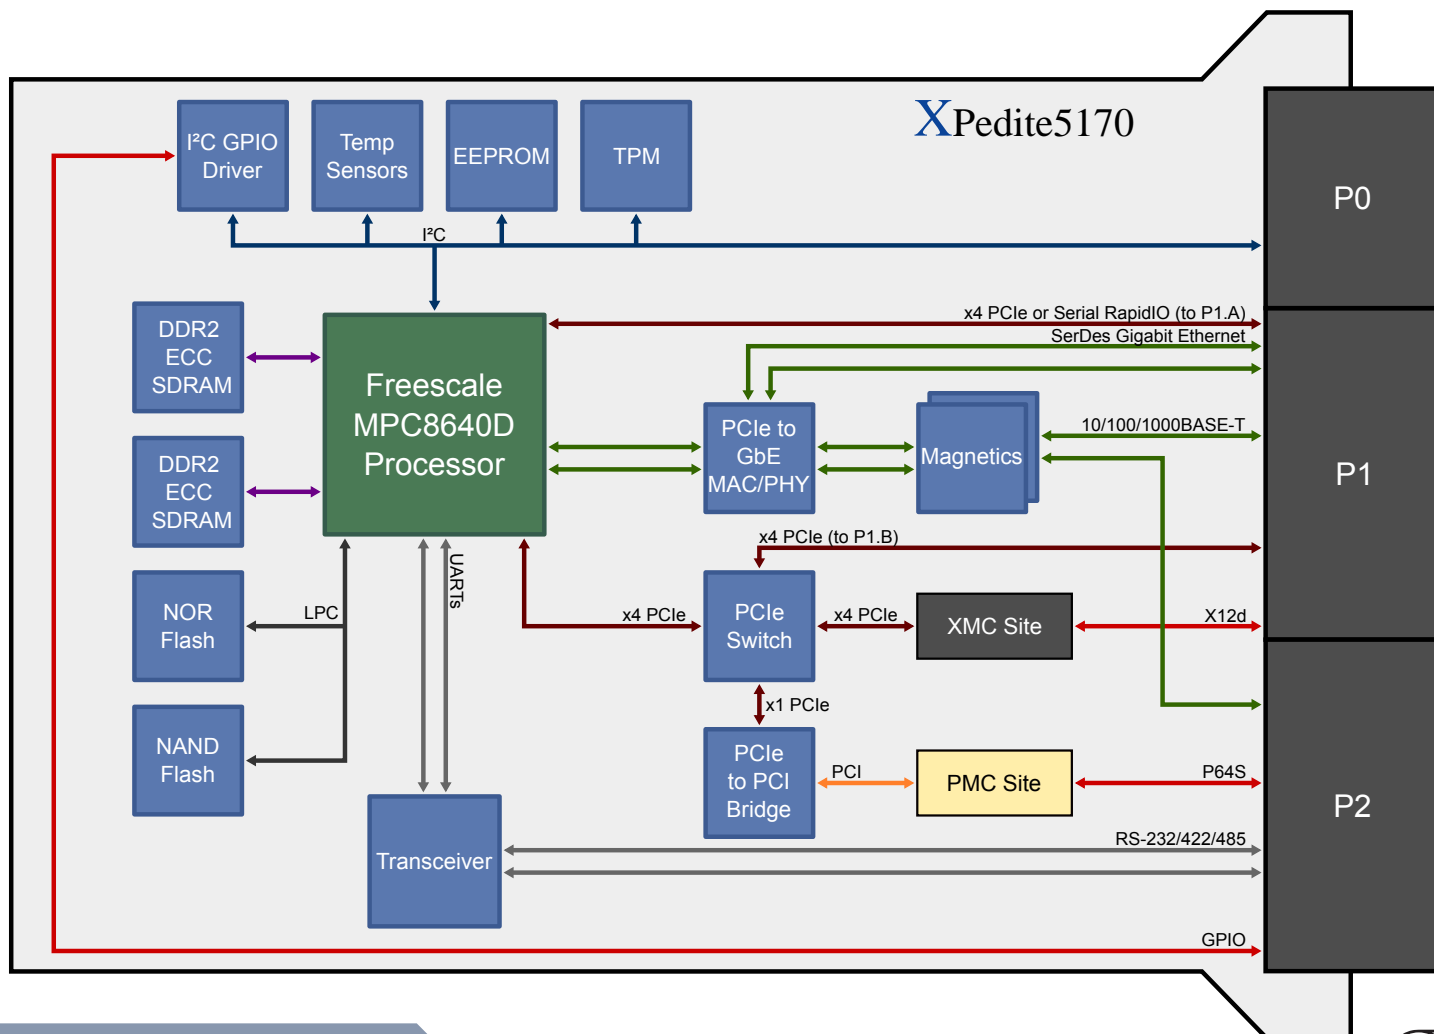 XPedite5170
I²C GPIO
Driver
Temp
Sensors
EEPROM
TPM
P0
I²C
DDR2
ECC
SDRAM
x4 PCIe or Serial RapidIO (to P1.A)
SerDes Gigabit Ethernet
Freescale
MPC8640D
Processor
PCIe to
GbE
MAC/PHY
Magnetics
10/100/1000BASE-T
P1
DDR2
ECC
SDRAM
x4 PCIe (to P1.B)
UARTs
NOR
Flash
LPC
x4 PCIe
PCIe
Switch
x4 PCIe
XMC Site
X12d
x1 PCIe
NAND
Flash
PCIe
to PCI
Bridge
PCI
PMC Site
P64S
P2
Transceiver
RS-232/422/485
GPIO